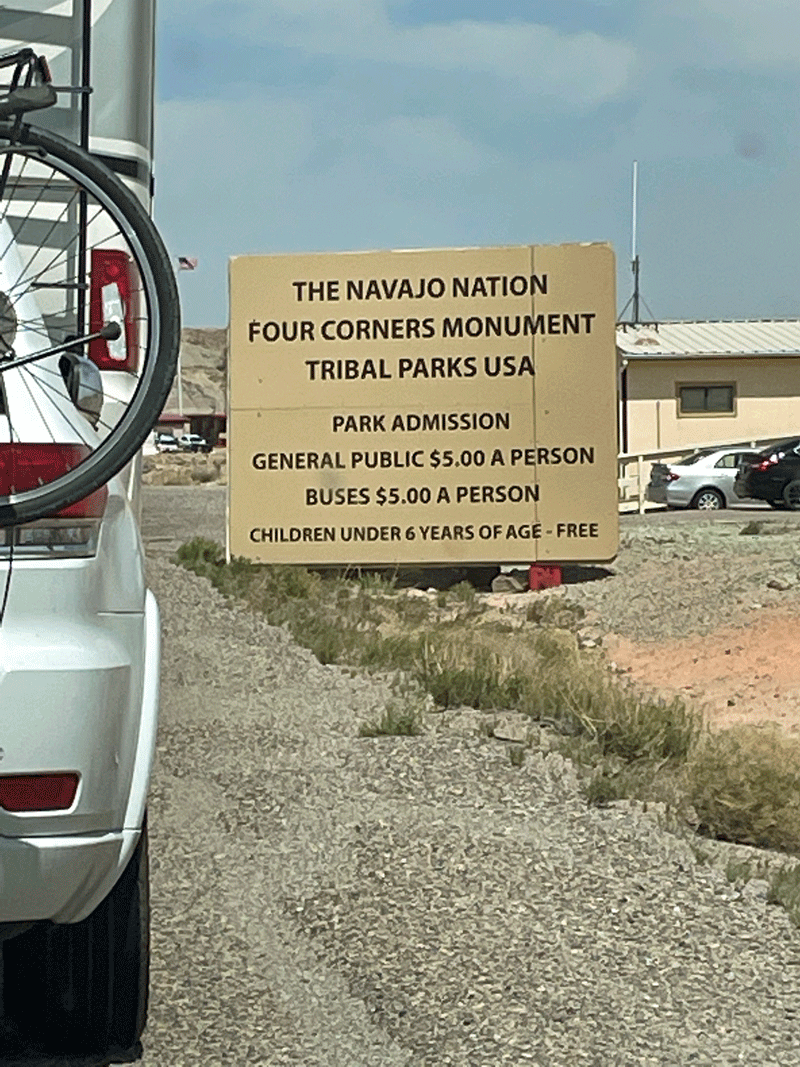 THE NAVAJO NATION
FOUR CORNERS MONUMENT
TRIBAL PARKS USA
PARK ADMISSION
GENERAL PUBLIC $5.00 A PERSON
BUSES $5.00 A PERSON
CHILDREN UNDER 6 YEARS OF AGE - FREE